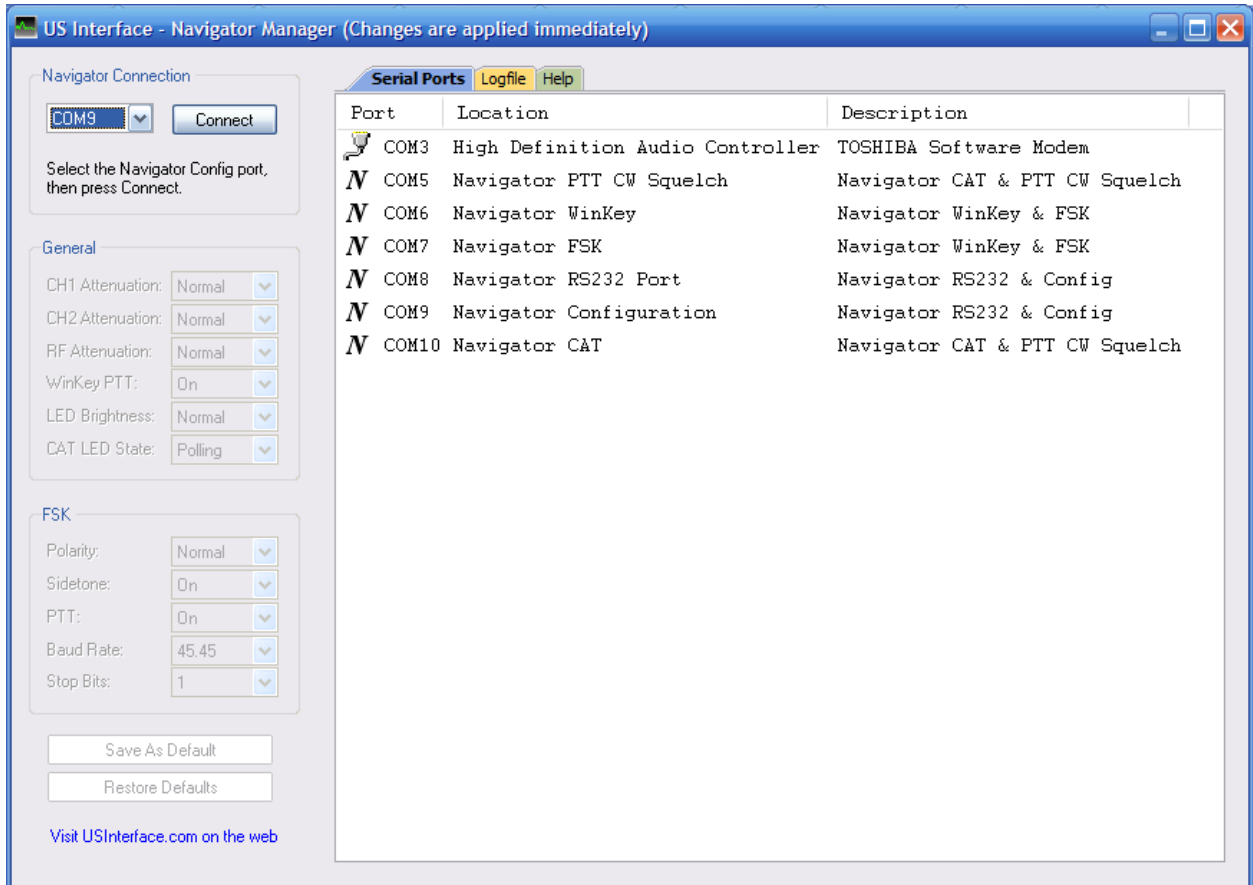 US Interface - Navigator Manager (Changes are applied immediately)
Navigator Connection
COM9
Connect
Select the Navigator Config port,
then press Connect.
General
CH1 Attenuation: Normal
CH2 Attenuation: Normal
RF Attenuation: Normal
WinKey PTT: On
LED Brightness: Normal
CAT LED State: Polling
FSK
Polarity: Normal
Sidetone: On
PTT: On
Baud Rate: 45.45
Stop Bits: 1
Save As Default
Restore Defaults
Visit USInterface.com on the web
Serial Ports Logfile Help
Port Location Description
COM3 High Definition Audio Controller TOSHIBA Software Modem
N COM5 Navigator PTT CW Squelch Navigator CAT & PTT CW Squelch
N COM6 Navigator WinKey Navigator WinKey & FSK
N COM7 Navigator FSK Navigator WinKey & FSK
N COM8 Navigator RS232 Port Navigator RS232 & Config
N COM9 Navigator Configuration Navigator RS232 & Config
N COM10 Navigator CAT Navigator CAT & PTT CW Squelch